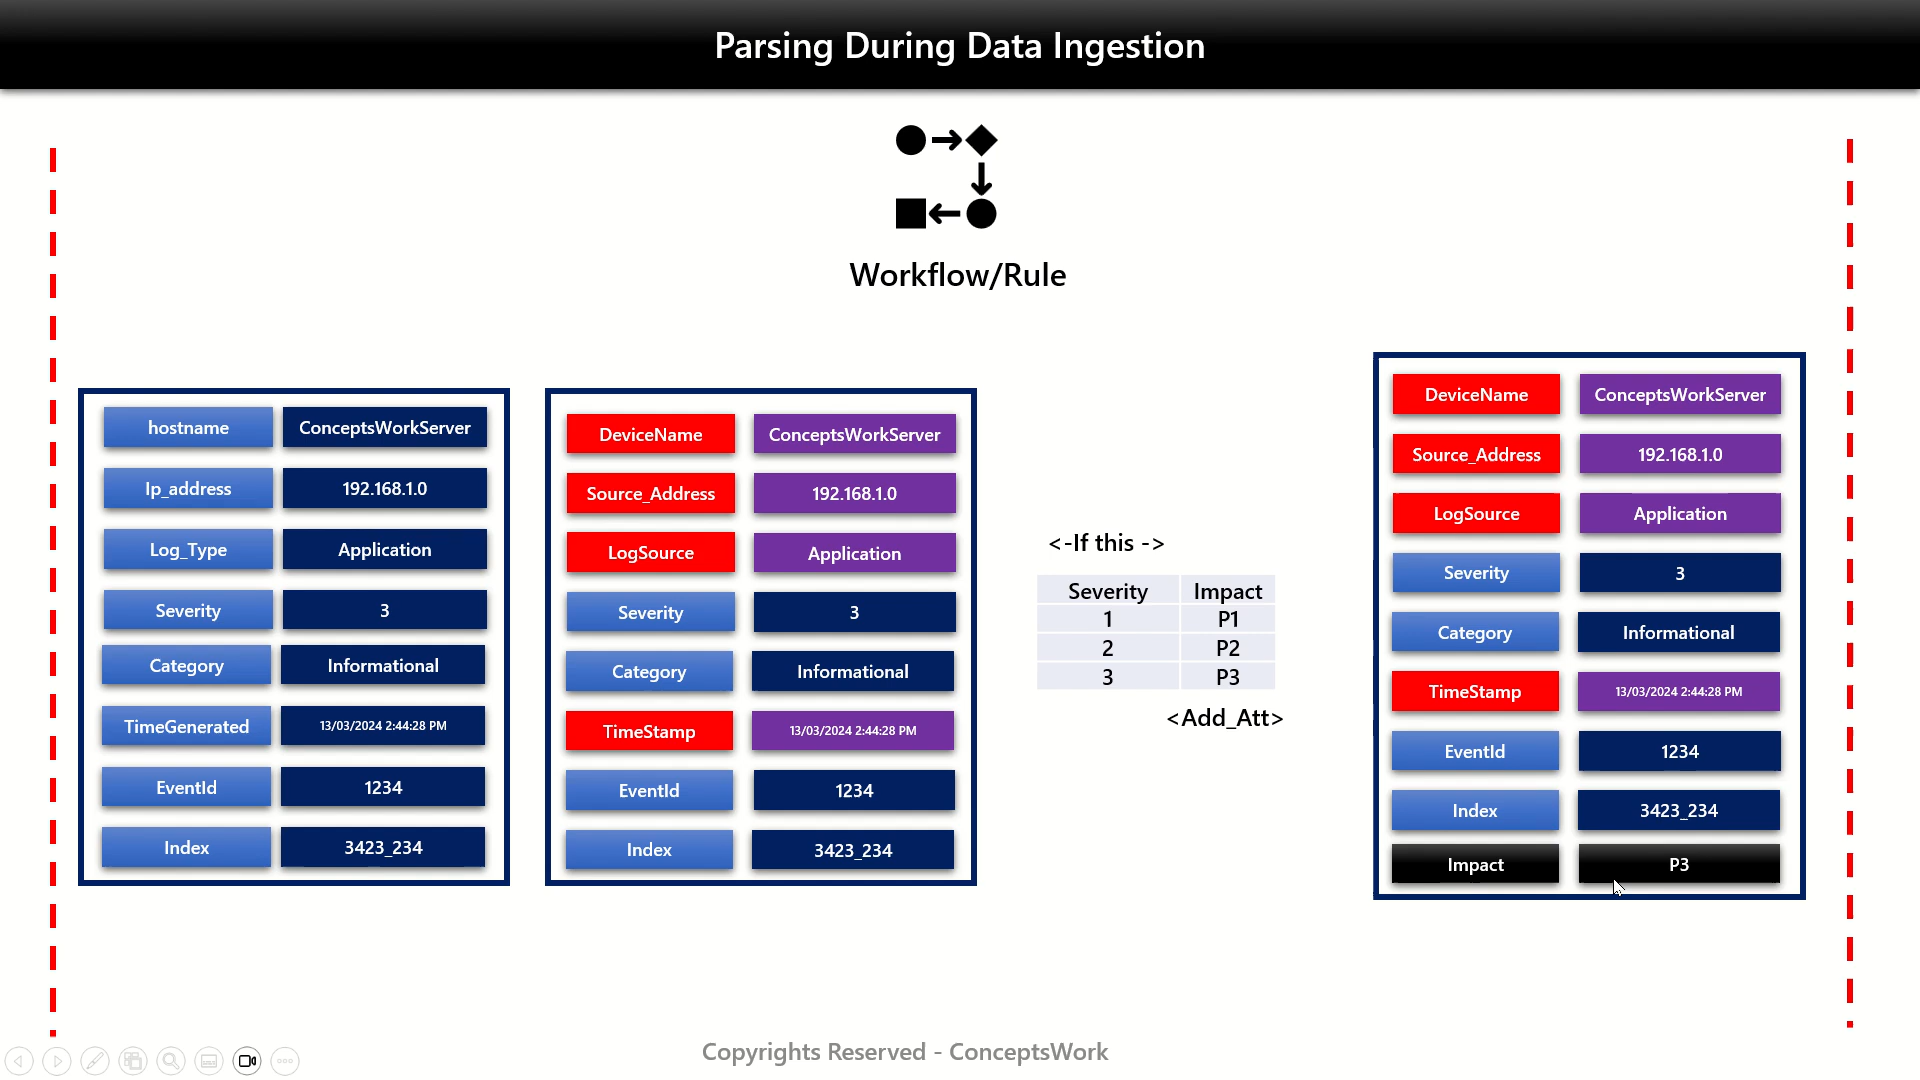 Parsing During Data Ingestion
Workflow/Rule
hostname ConceptsWorkServer
Ip_address 192.168.1.0
Log_Type Application
Severity 3
Category Informational
TimeGenerated 13/03/2024 2:44:28 PM
EventId 1234
Index 3423_234
DeviceName ConceptsWorkServer
Source_Address 192.168.1.0
LogSource Application
Severity 3
Category Informational
TimeStamp 13/03/2024 2:44:28 PM
EventId 1234
Index 3423_234
<-If this ->
Severity Impact
1 P1
2 P2
3 P3
<Add_Att>
DeviceName ConceptsWorkServer
Source_Address 192.168.1.0
LogSource Application
Severity 3
Category Informational
TimeStamp 13/03/2024 2:44:28 PM
EventId 1234
Index 3423_234
Impact P3
Copyrights Reserved - ConceptsWork